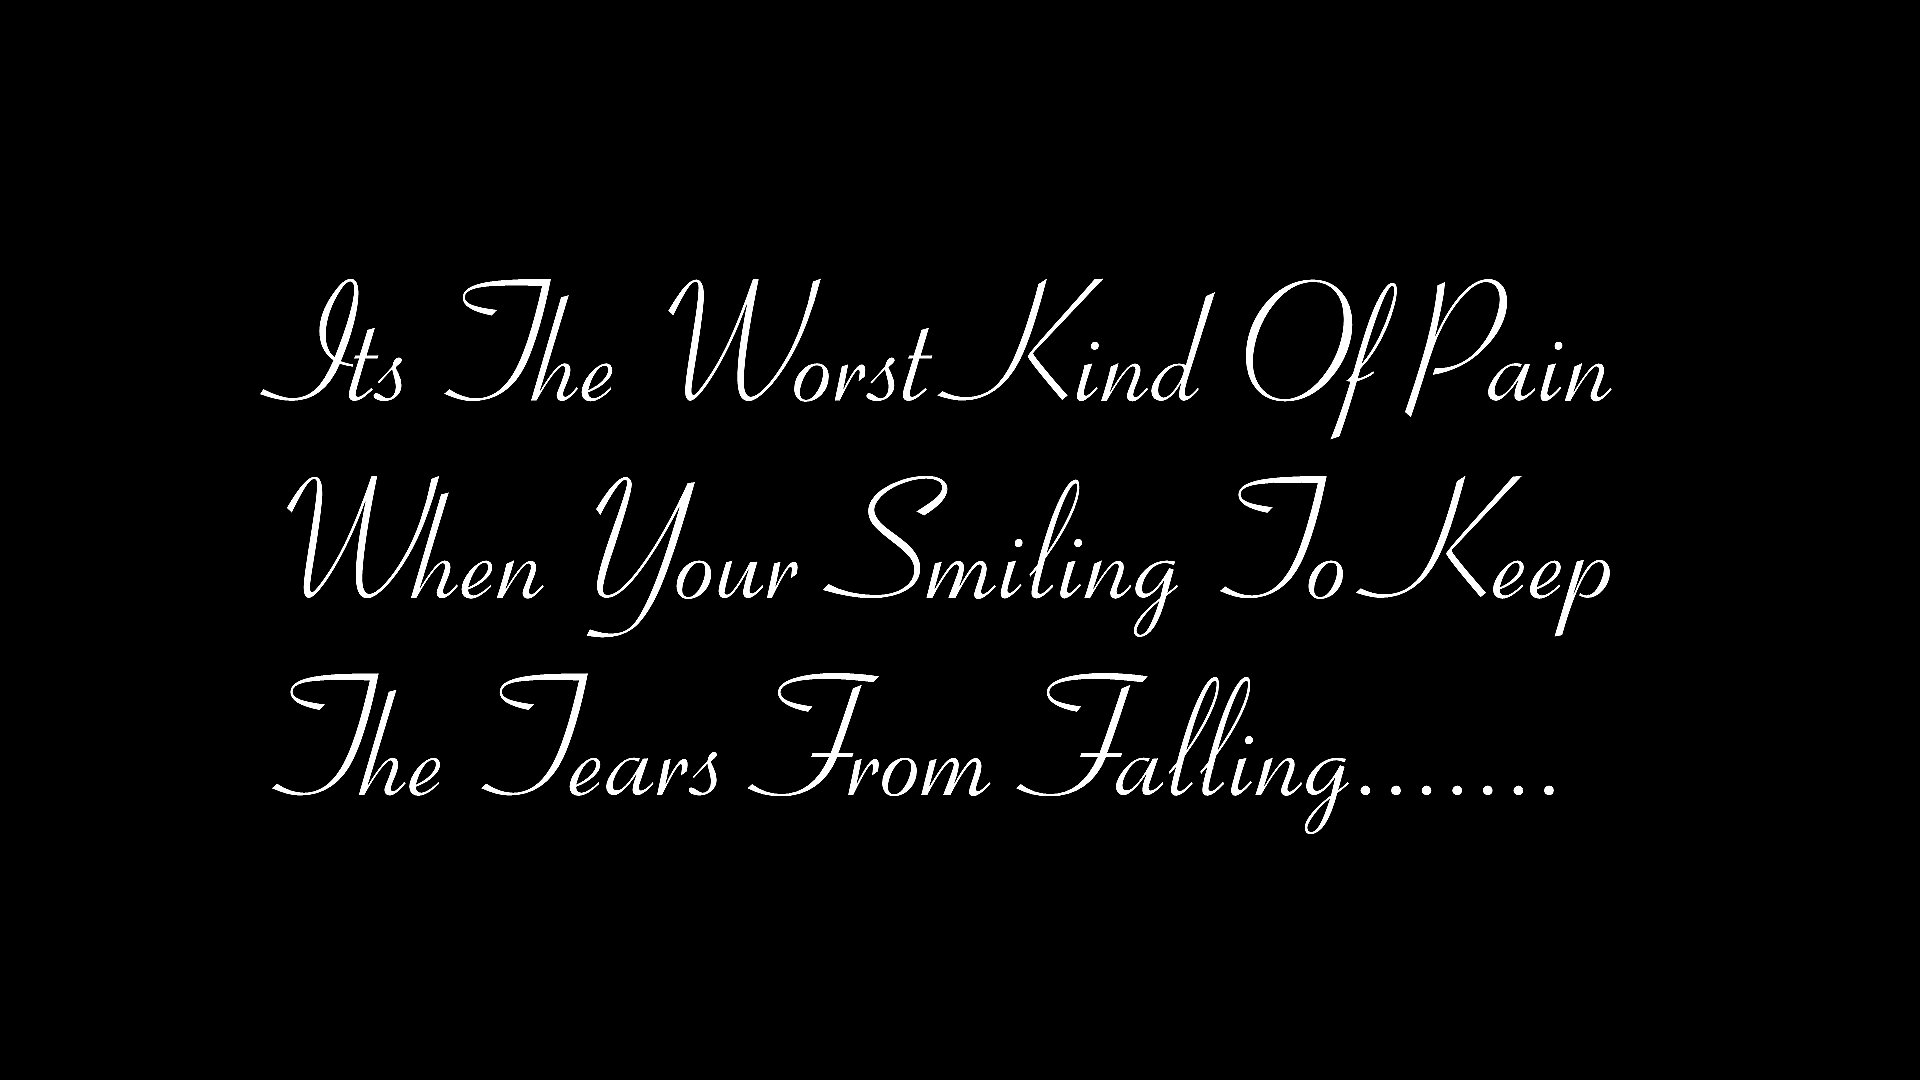 Its The Worst Kind Of Pain
When Your Smiling To Keep
The Tears From Falling.......